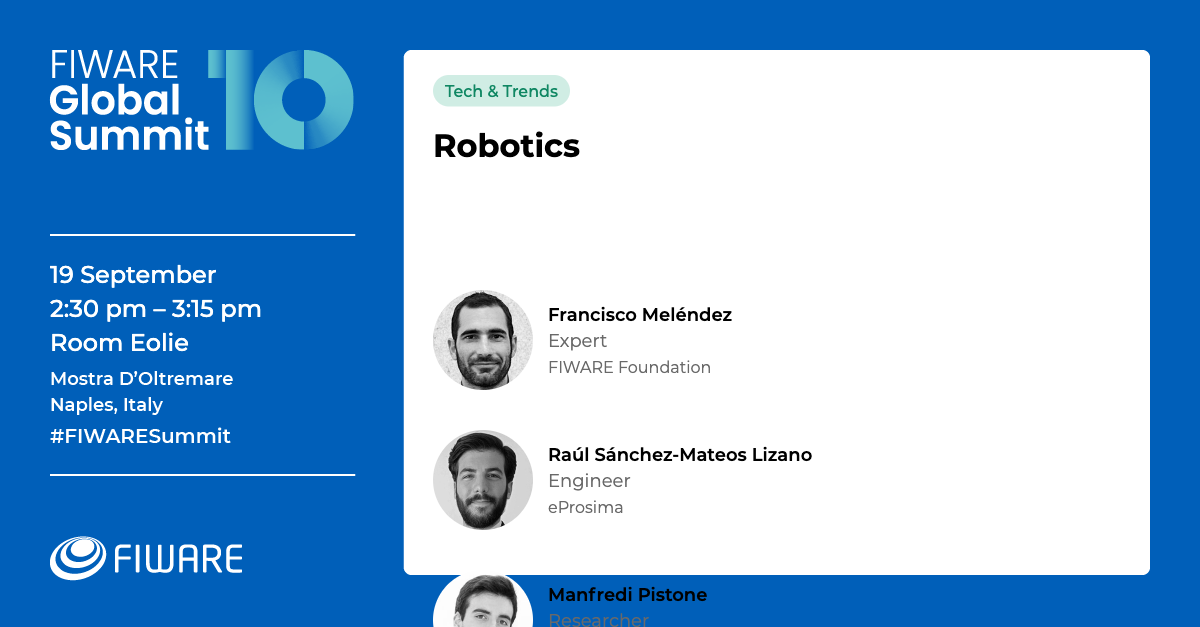 FIWARE
Global
Summit
10
19 September
2:30 pm – 3:15 pm
Room Eolie
Mostra D’Oltremare
Naples, Italy
#FIWARESummit
FIWARE
Tech & Trends
Robotics
Francisco Meléndez
Expert
FIWARE Foundation
Raúl Sánchez-Mateos Lizano
Engineer
eProsima
Manfredi Pistone
Researcher